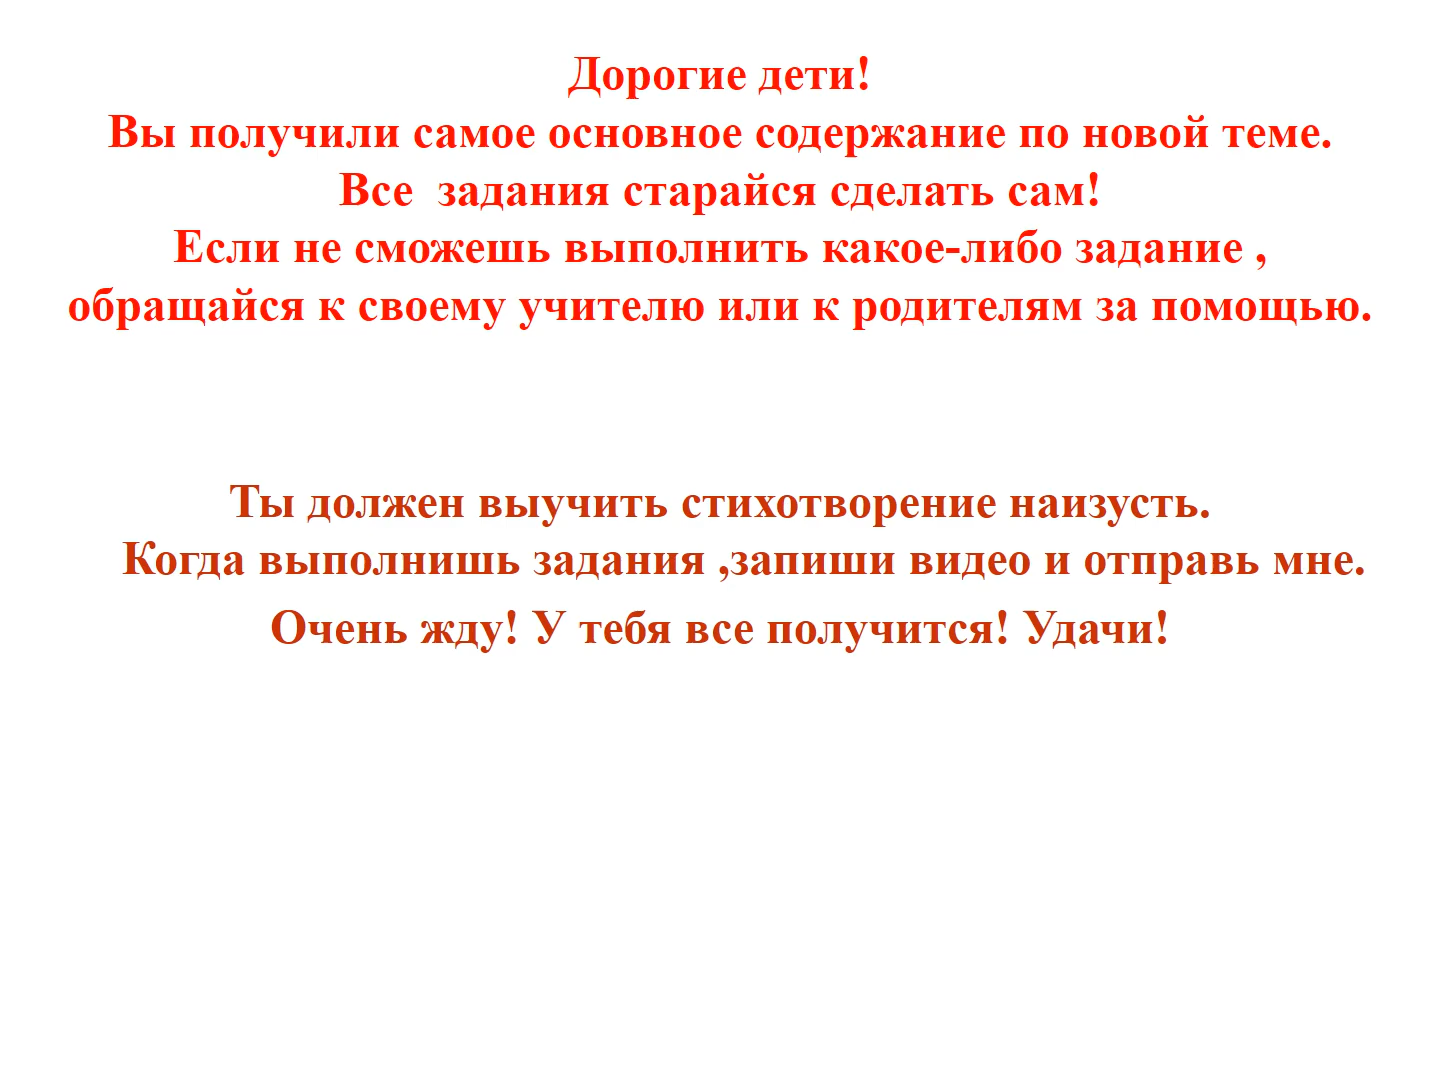 Дорогие дети!
Вы получили самое основное содержание по новой теме.
Все  задания старайся сделать сам!
Если не сможешь выполнить какое-либо задание ,
обращайся к своему учителю или к родителям за помощью.
Ты должен выучить стихотворение наизусть.
Когда выполнишь задания ,запиши видео и отправь мне.
Очень жду! У тебя все получится! Удачи!